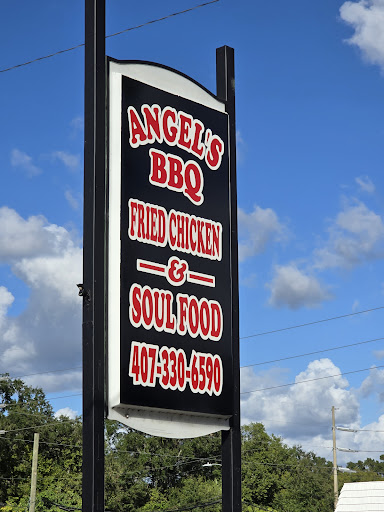 ANGEL'S
BBQ
FRIED CHICKEN
&
SOUL FOOD
407-330-6590